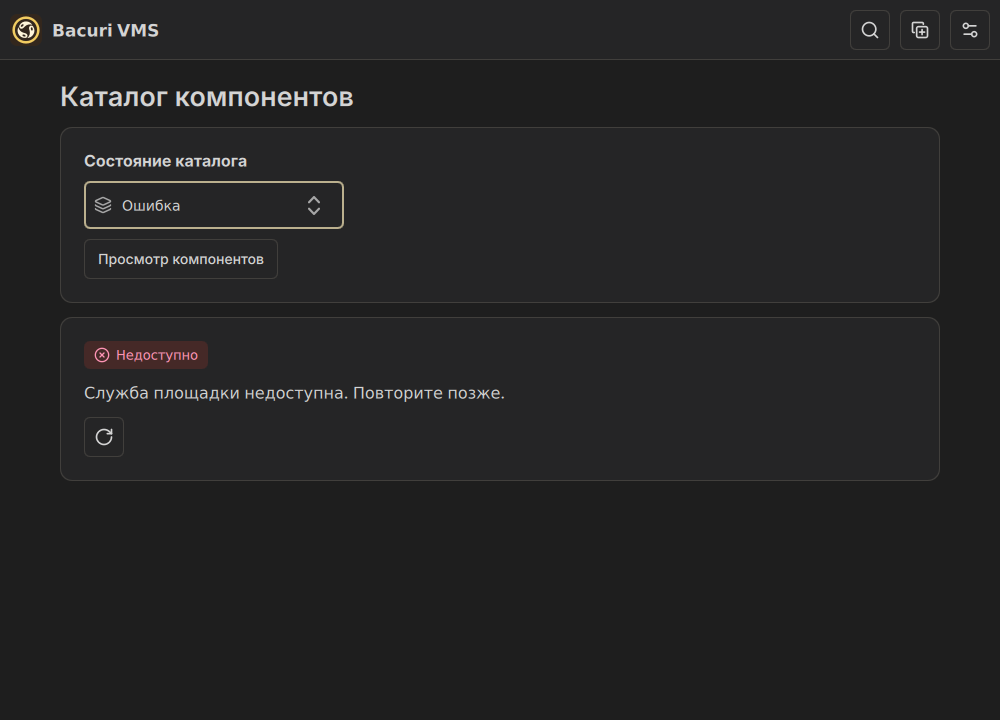 Bacuri VMS
Каталог компонентов
Состояние каталога
Ошибка
Просмотр компонентов
Недоступно
Служба площадки недоступна. Повторите позже.